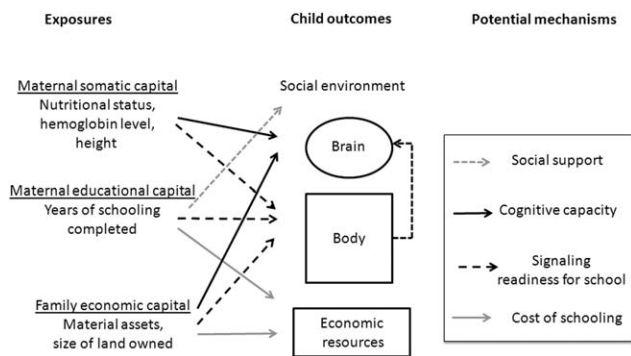 Exposures
Child outcomes
Potential mechanisms
Maternal somatic capital
Nutritional status,
hemoglobin level,
height
Maternal educational capital
Years of schooling
completed
Family economic capital
Material assets,
size of land owned
Social environment
Brain
Body
Economic
resources
Social support
Cognitive capacity
Signaling
readiness for school
Cost of schooling